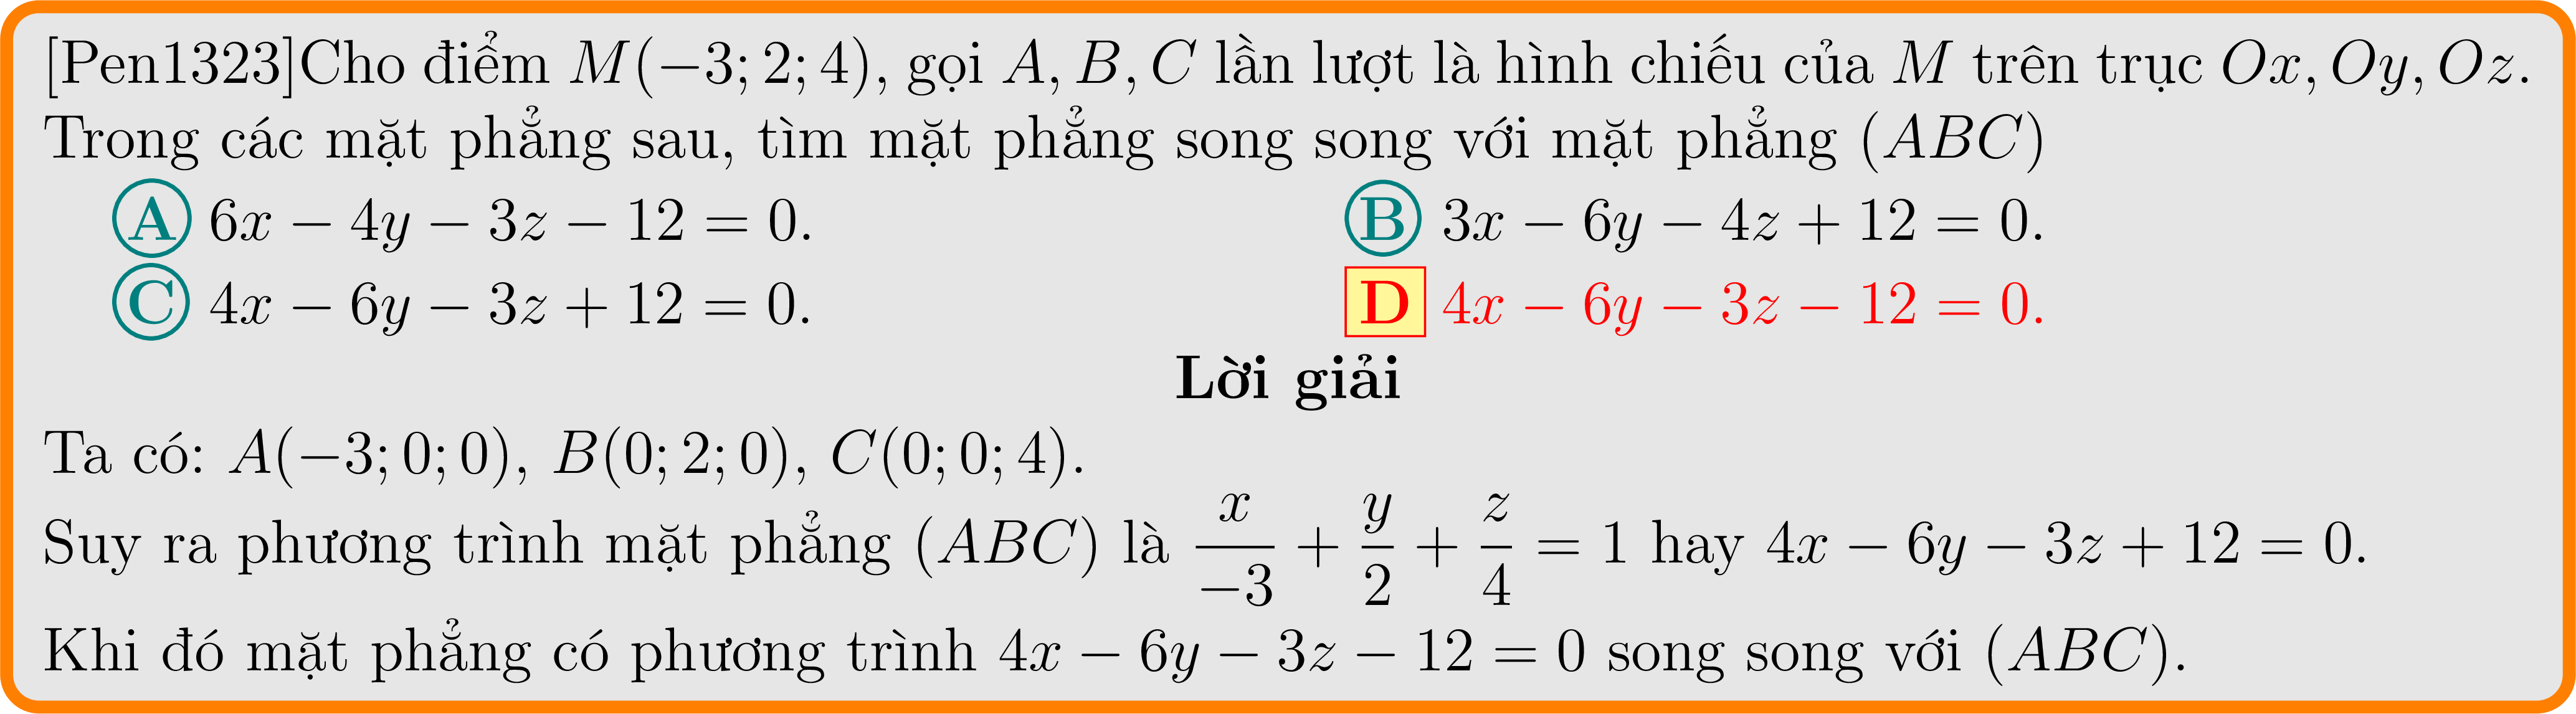 [Pen1323]Cho điểm M(−3; 2; 4), gọi A, B, C lần lượt là hình chiếu của M trên trục Ox, Oy, Oz.
Trong các mặt phẳng sau, tìm mặt phẳng song song với mặt phẳng (ABC)
A 6x − 4y − 3z − 12 = 0. B 3x − 6y − 4z + 12 = 0.
C 4x − 6y − 3z + 12 = 0. D 4x − 6y − 3z − 12 = 0.
Lời giải
Ta có: A(−3; 0; 0), B(0; 2; 0), C(0; 0; 4).
Suy ra phương trình mặt phẳng (ABC) là x/−3 + y/2 + z/4 = 1 hay 4x − 6y − 3z + 12 = 0.
Khi đó mặt phẳng có phương trình 4x − 6y − 3z − 12 = 0 song song với (ABC).